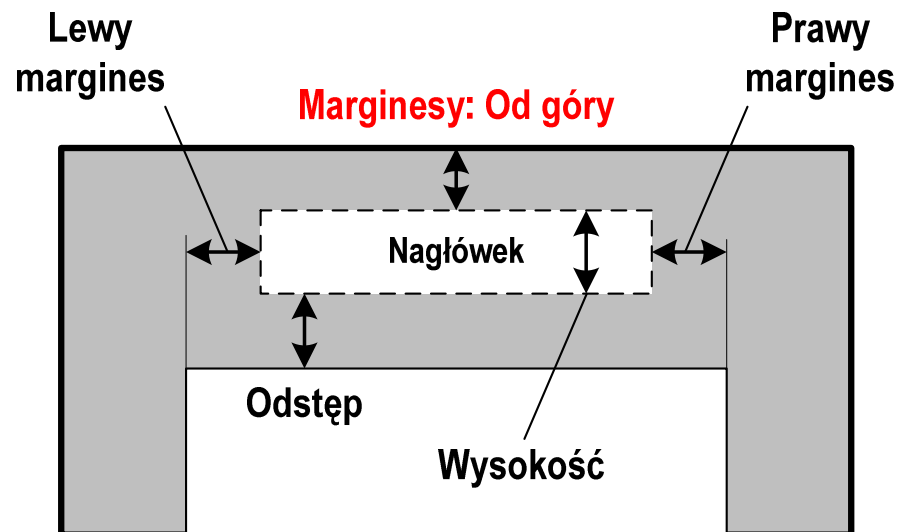 Lewy
margines
Prawy
margines
Marginesy: Od góry
Nagłówek
Odstęp
Wysokość